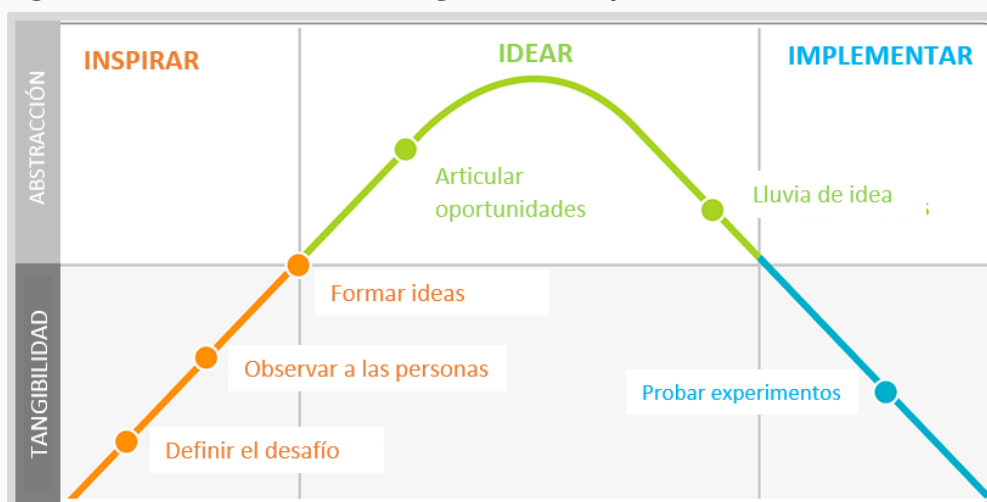 INSPIRAR
IDEAR
IMPLEMENTAR
ABSTRACCIÓN
TANGIBILIDAD
Articular
oportunidades
Lluvia de idea
Formar ideas
Observar a las personas
Probar experimentos
Definir el desafío